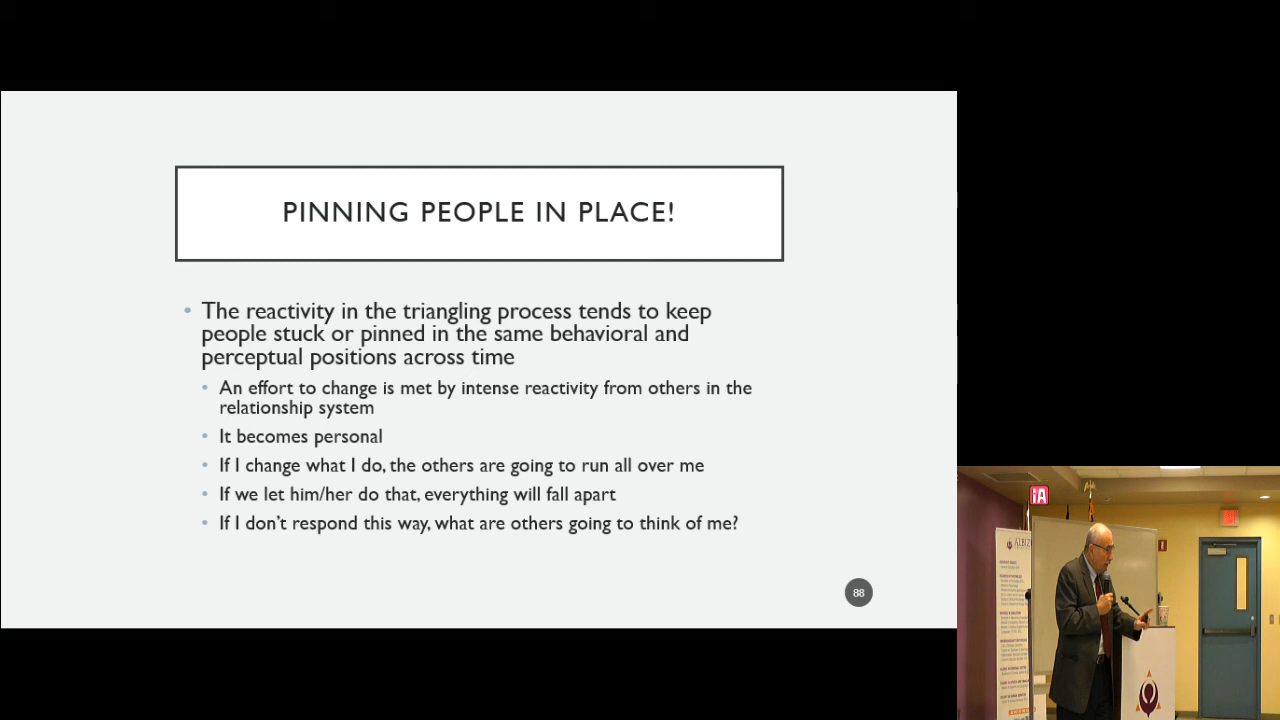 PINNING PEOPLE IN PLACE!
• The reactivity in the triangling process tends to keep
people stuck or pinned in the same behavioral and
perceptual positions across time
• An effort to change is met by intense reactivity from others in the
relationship system
• It becomes personal
• If I change what I do, the others are going to run all over me
• If we let him/her do that, everything will fall apart
• If I don't respond this way, what are others going to think of me?
88
iA
ALBIZ
EXIT